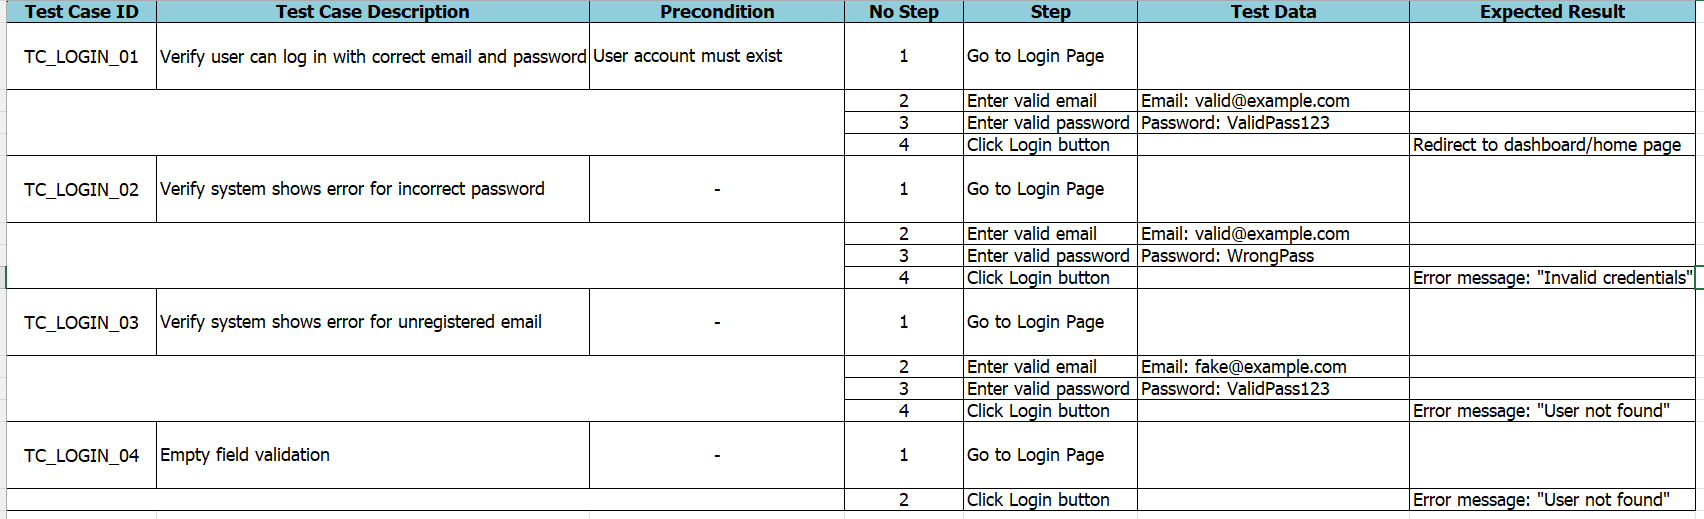 Test Case ID Test Case Description Precondition No Step Step Test Data Expected Result
TC_LOGIN_01 Verify user can log in with correct email and password User account must exist 1 Go to Login Page
2 Enter valid email Email: valid@example.com
3 Enter valid password Password: ValidPass123
4 Click Login button Redirect to dashboard/home page
TC_LOGIN_02 Verify system shows error for incorrect password - 1 Go to Login Page
2 Enter valid email Email: valid@example.com
3 Enter valid password Password: WrongPass
4 Click Login button Error message: "Invalid credentials"
TC_LOGIN_03 Verify system shows error for unregistered email - 1 Go to Login Page
2 Enter valid email Email: fake@example.com
3 Enter valid password Password: ValidPass123
4 Click Login button Error message: "User not found"
TC_LOGIN_04 Empty field validation - 1 Go to Login Page
2 Click Login button Error message: "User not found"